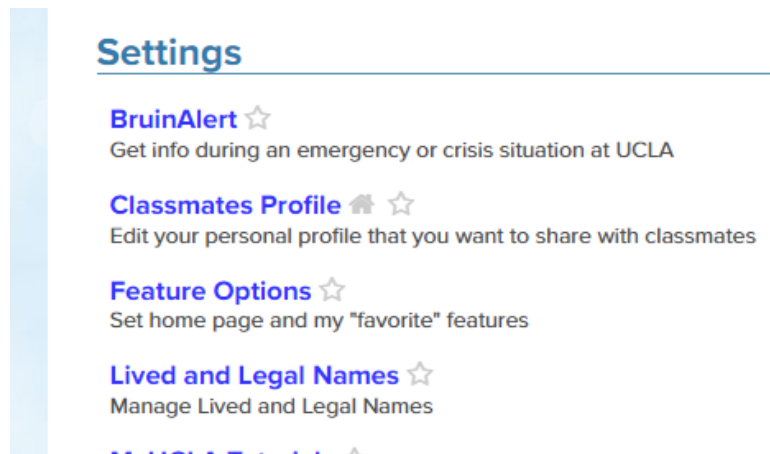 Settings
BruinAlert
Get info during an emergency or crisis situation at UCLA
Classmates Profile
Edit your personal profile that you want to share with classmates
Feature Options
Set home page and my "favorite" features
Lived and Legal Names
Manage Lived and Legal Names